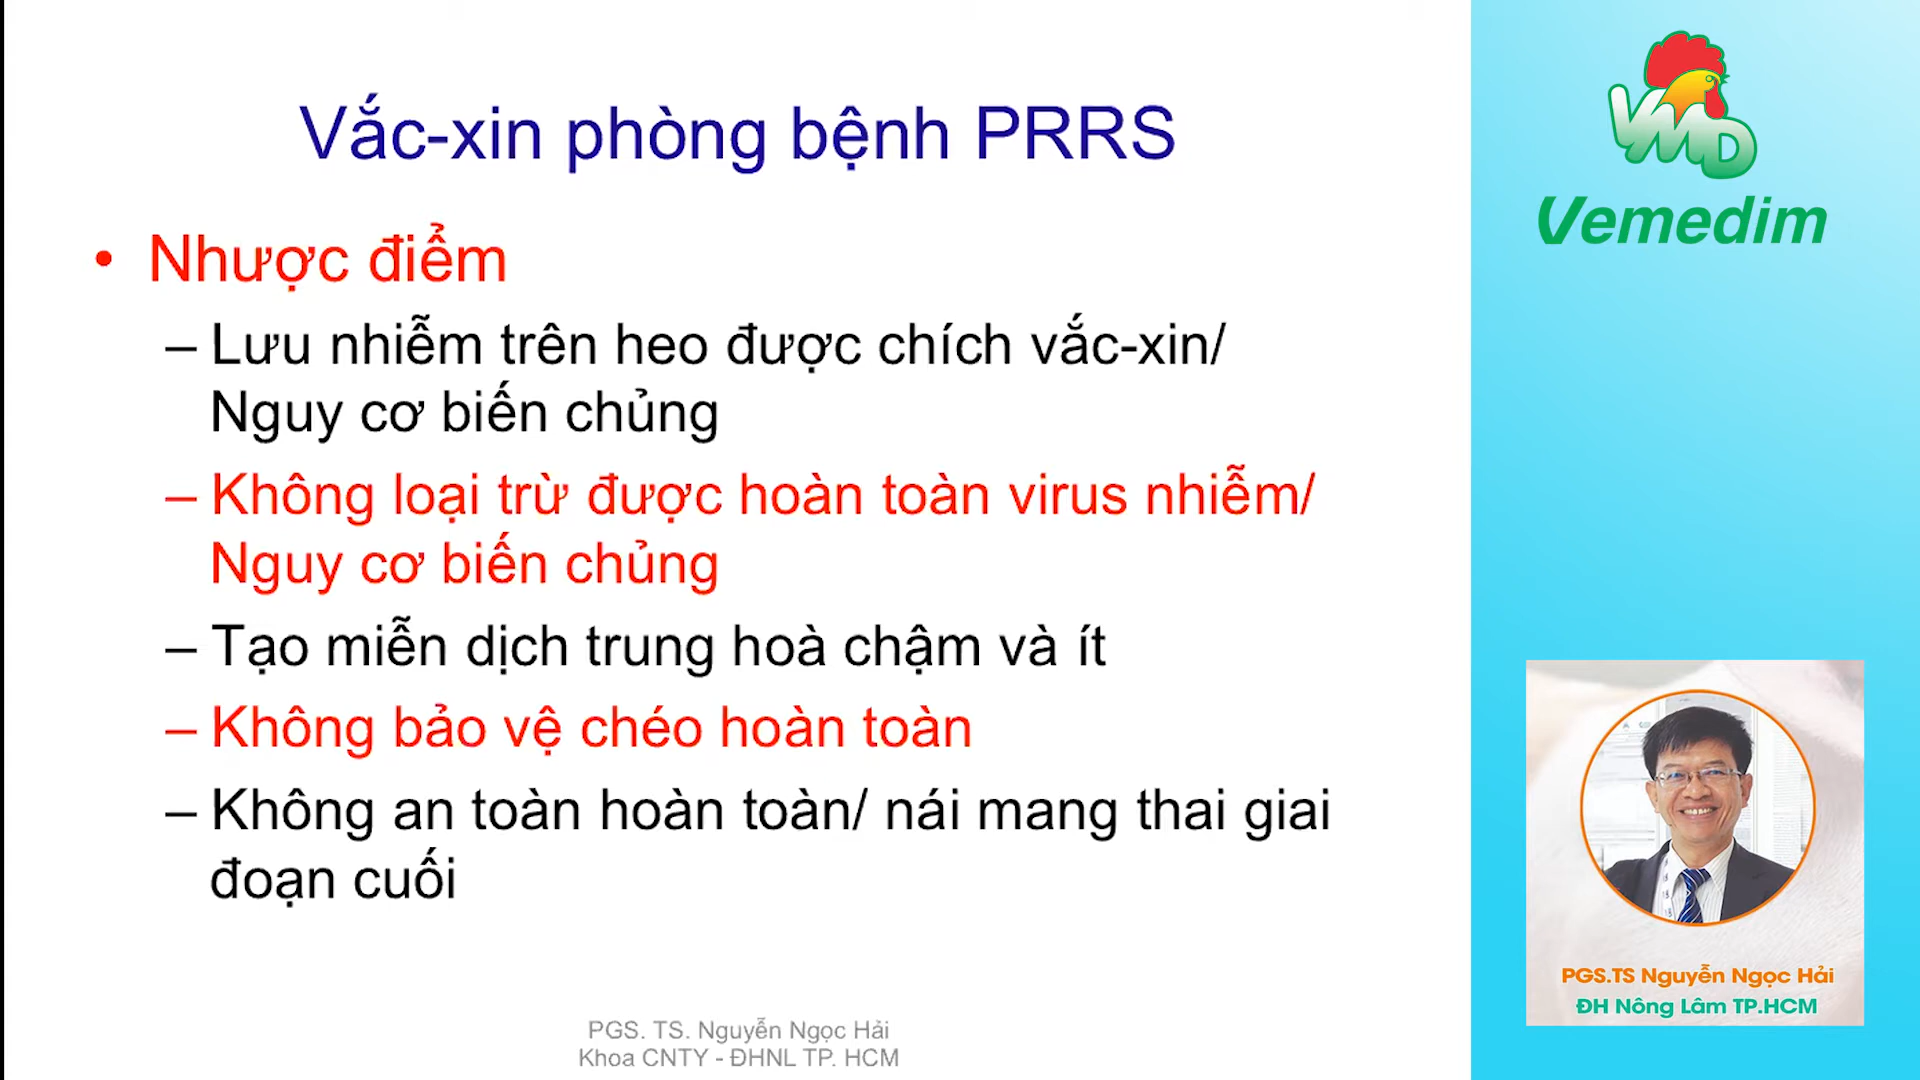 Vắc-xin phòng bệnh PRRS
• Nhược điểm
– Lưu nhiễm trên heo được chích vắc-xin/
Nguy cơ biến chủng
– Không loại trừ được hoàn toàn virus nhiễm/
Nguy cơ biến chủng
– Tạo miễn dịch trung hoà chậm và ít
– Không bảo vệ chéo hoàn toàn
– Không an toàn hoàn toàn/ nái mang thai giai
đoạn cuối
PGS. TS. Nguyễn Ngọc Hải
Khoa CNTY - ĐHNL TP. HCM
VMD
Vemedim
PGS.TS Nguyễn Ngọc Hải
ĐH Nông Lâm TP.HCM